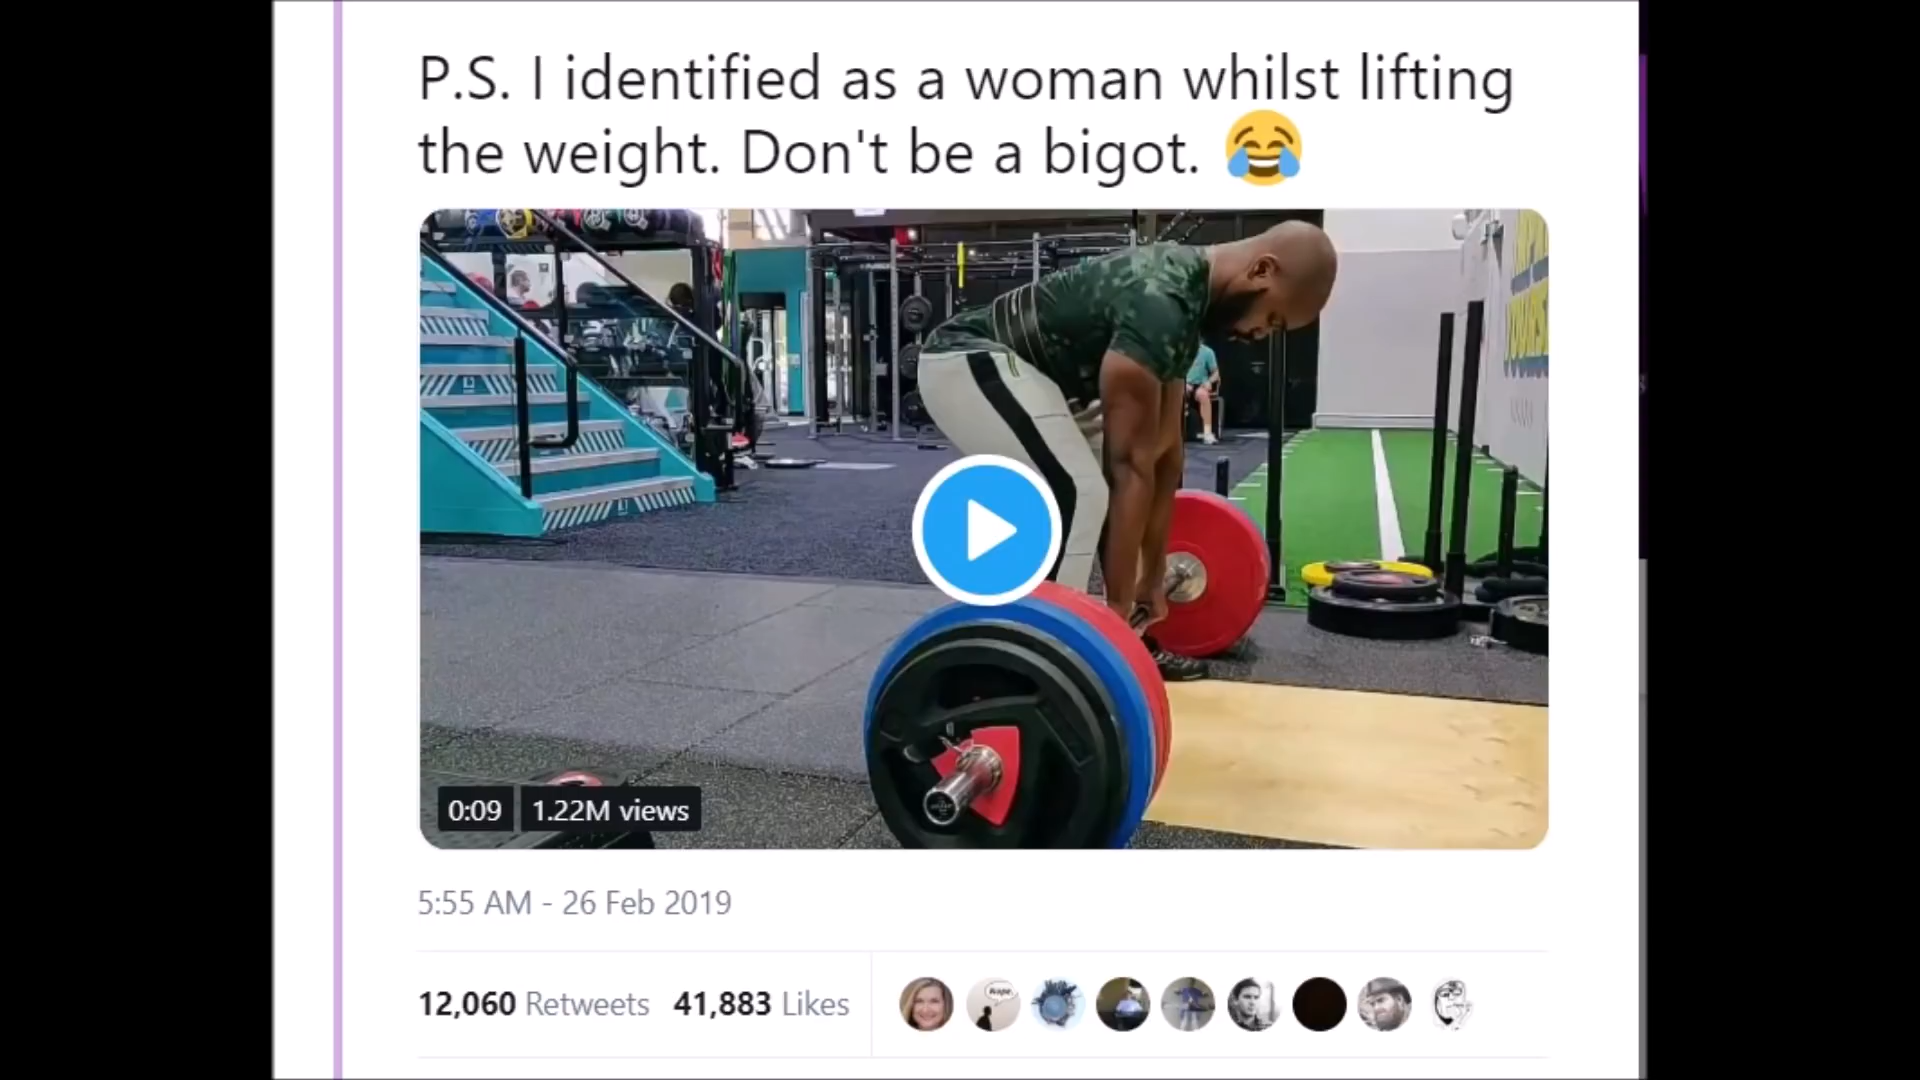 P.S. I identified as a woman whilst lifting
the weight. Don't be a bigot. 😂
0:09 1.22M views
5:55 AM - 26 Feb 2019
12,060 Retweets 41,883 Likes
Nope.